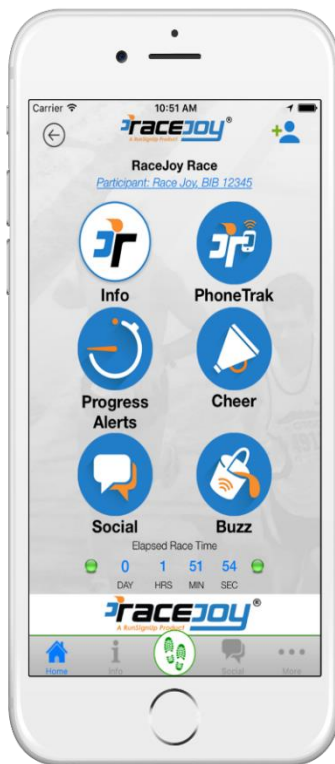 Carrier 10:51 AM
racejoy®
A RunSignUp Product
RaceJoy Race
Participant: Race Joy, BIB 12345
Info PhoneTrak
Progress Cheer
Alerts
Social Buzz
Elapsed Race Time
0 1 51 54
DAY HRS MIN SEC
racejoy®
A RunSignUp Product
Home Info Social More